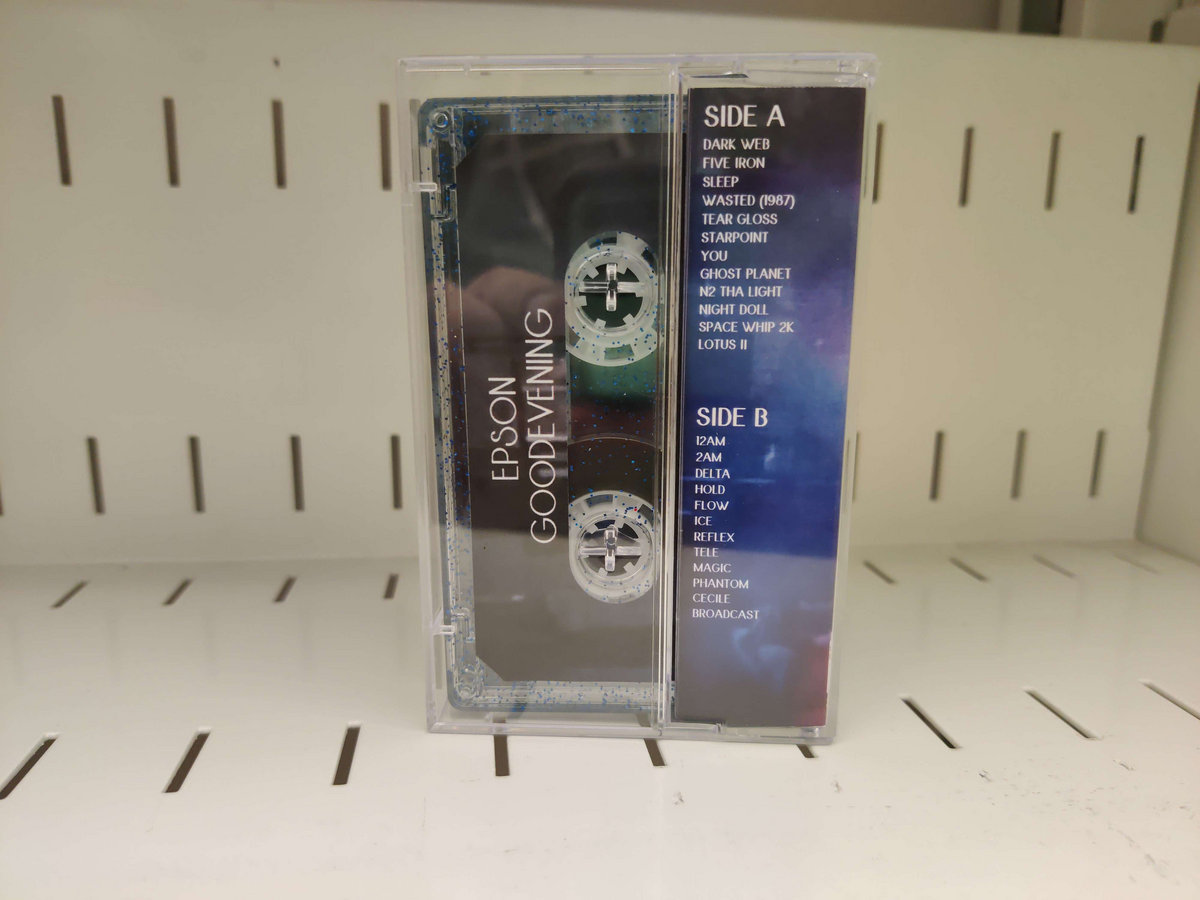 EPSON
GOODEVENING
SIDE A
DARK WEB
FIVE IRON
SLEEP
WASTED (1987)
TEAR GLOSS
STARPOINT
YOU
GHOST PLANET
N2 THA LIGHT
NIGHT DOLL
SPACE WHIP 2K
LOTUS II
SIDE B
12AM
2AM
DELTA
HOLD
FLOW
ICE
REFLEX
TELE
MAGIC
PHANTOM
CECILE
BROADCAST